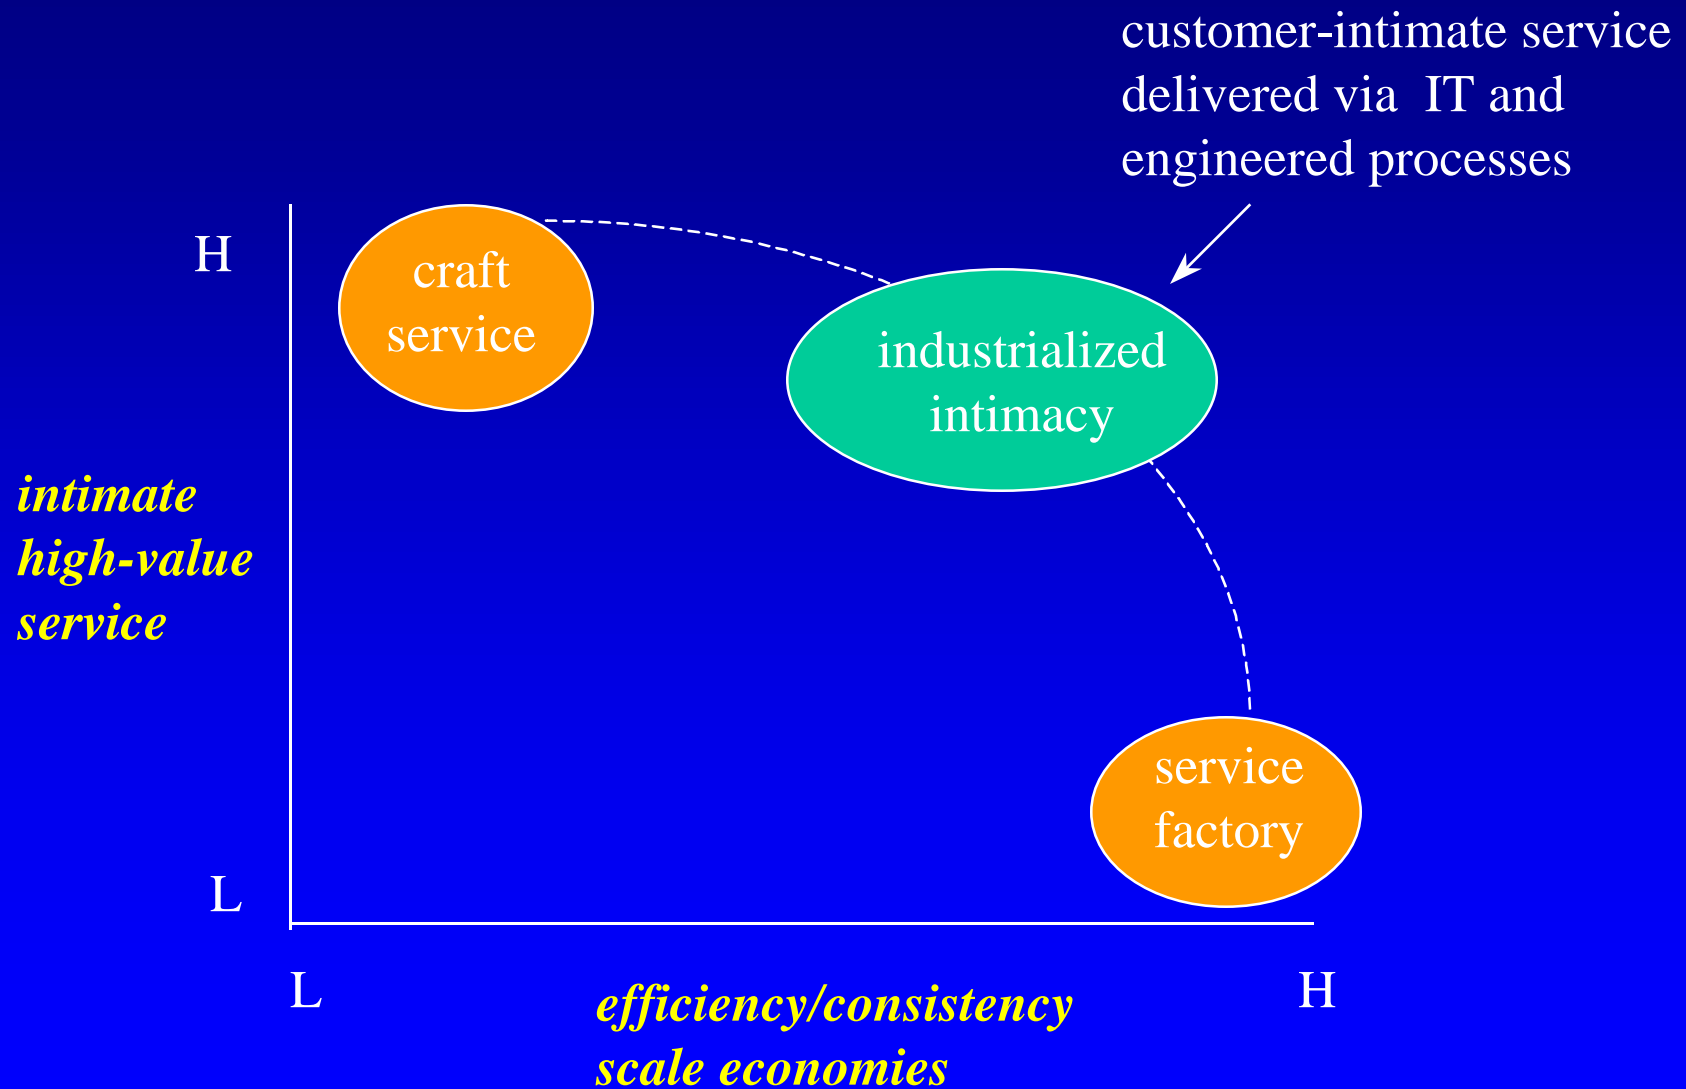 customer-intimate service
delivered via IT and
engineered processes
H
craft
service
industrialized
intimacy
intimate
high-value
service
service
factory
L
L
H
efficiency/consistency
scale economies